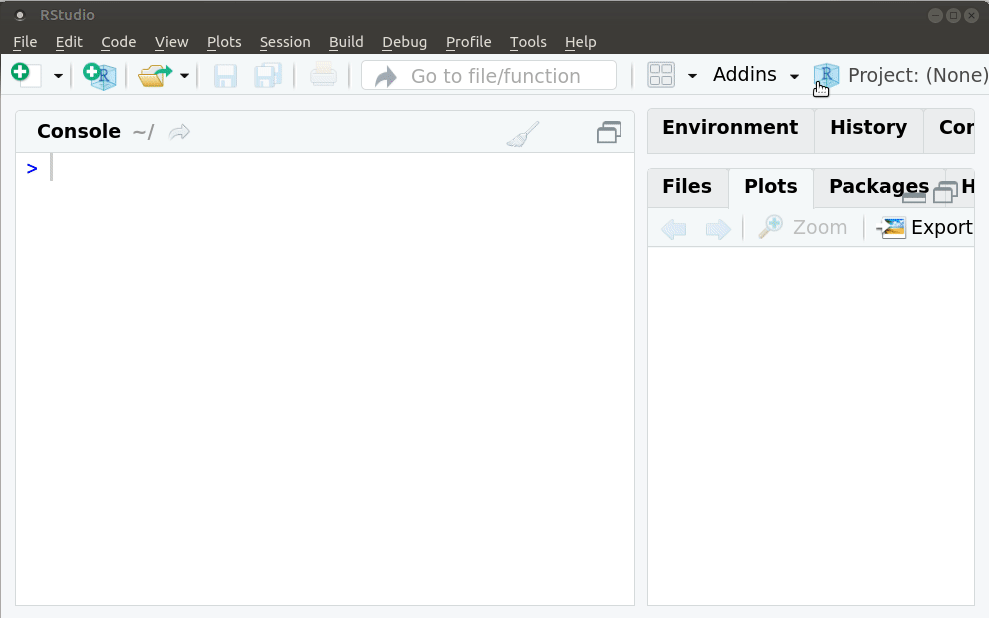 RStudio
File Edit Code View Plots Session Build Debug Profile Tools Help
R Go to file/function Addins R Project: (None)
Console ~/
Environment History Cor
>
Files Plots Packages H
Zoom Export